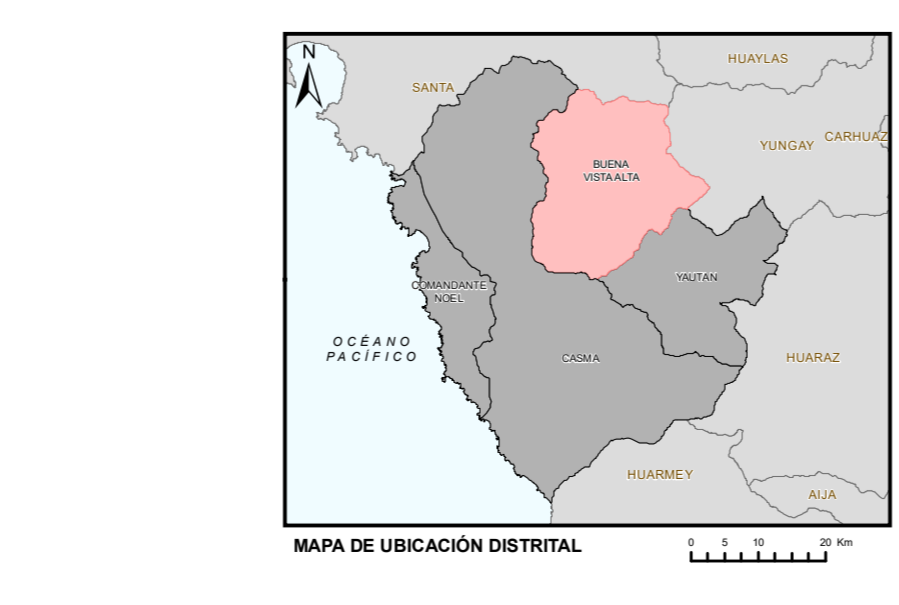 N
HUAYLAS
SANTA
CARHUAZ
YUNGAY
BUENA
VISTA ALTA
YAUTAN
COMANDANTE
NOEL
OCÉANO
PACÍFICO
CASMA
HUARAZ
HUARMEY
AIJA
MAPA DE UBICACIÓN DISTRITAL
0 5 10 20 Km